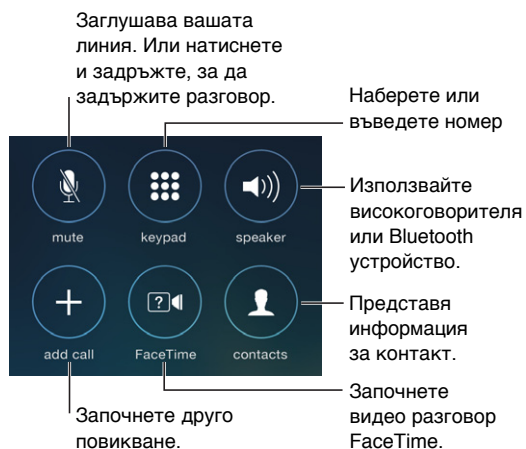 Заглушава вашата
линия. Или натиснете
и задръжте, за да
задържите разговор.
Наберете или
въведете номер
mute
keypad
speaker
Използвайте
високоговорителя
или Bluetooth
устройство.
?
add call
FaceTime
contacts
Представя
информация
за контакт.
Започнете друго
повикване.
Започнете
видео разговор
FaceTime.